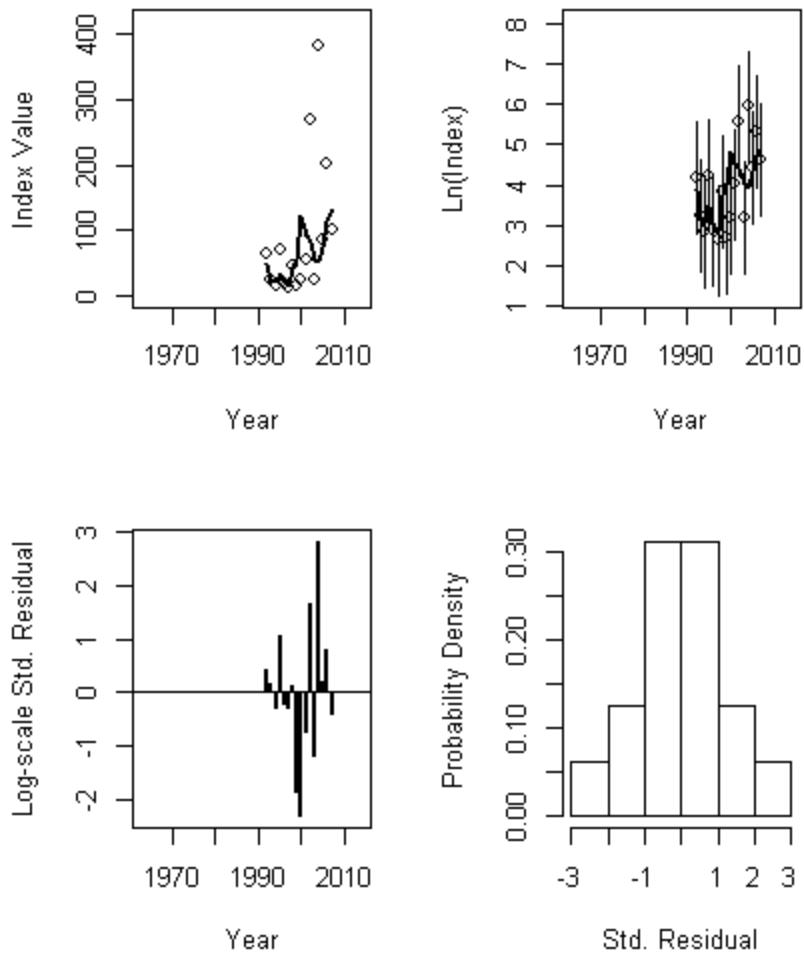 Index Value
400
300
200
100
0
1970 1990 2010
Year
Ln(Index)
8
7
6
5
4
3
2
1
1970 1990 2010
Year
Log-scale Std. Residual
3
2
1
0
-1
-2
1970 1990 2010
Year
Probability Density
0.30
0.20
0.10
0.00
-3 -1 1 2 3
Std. Residual